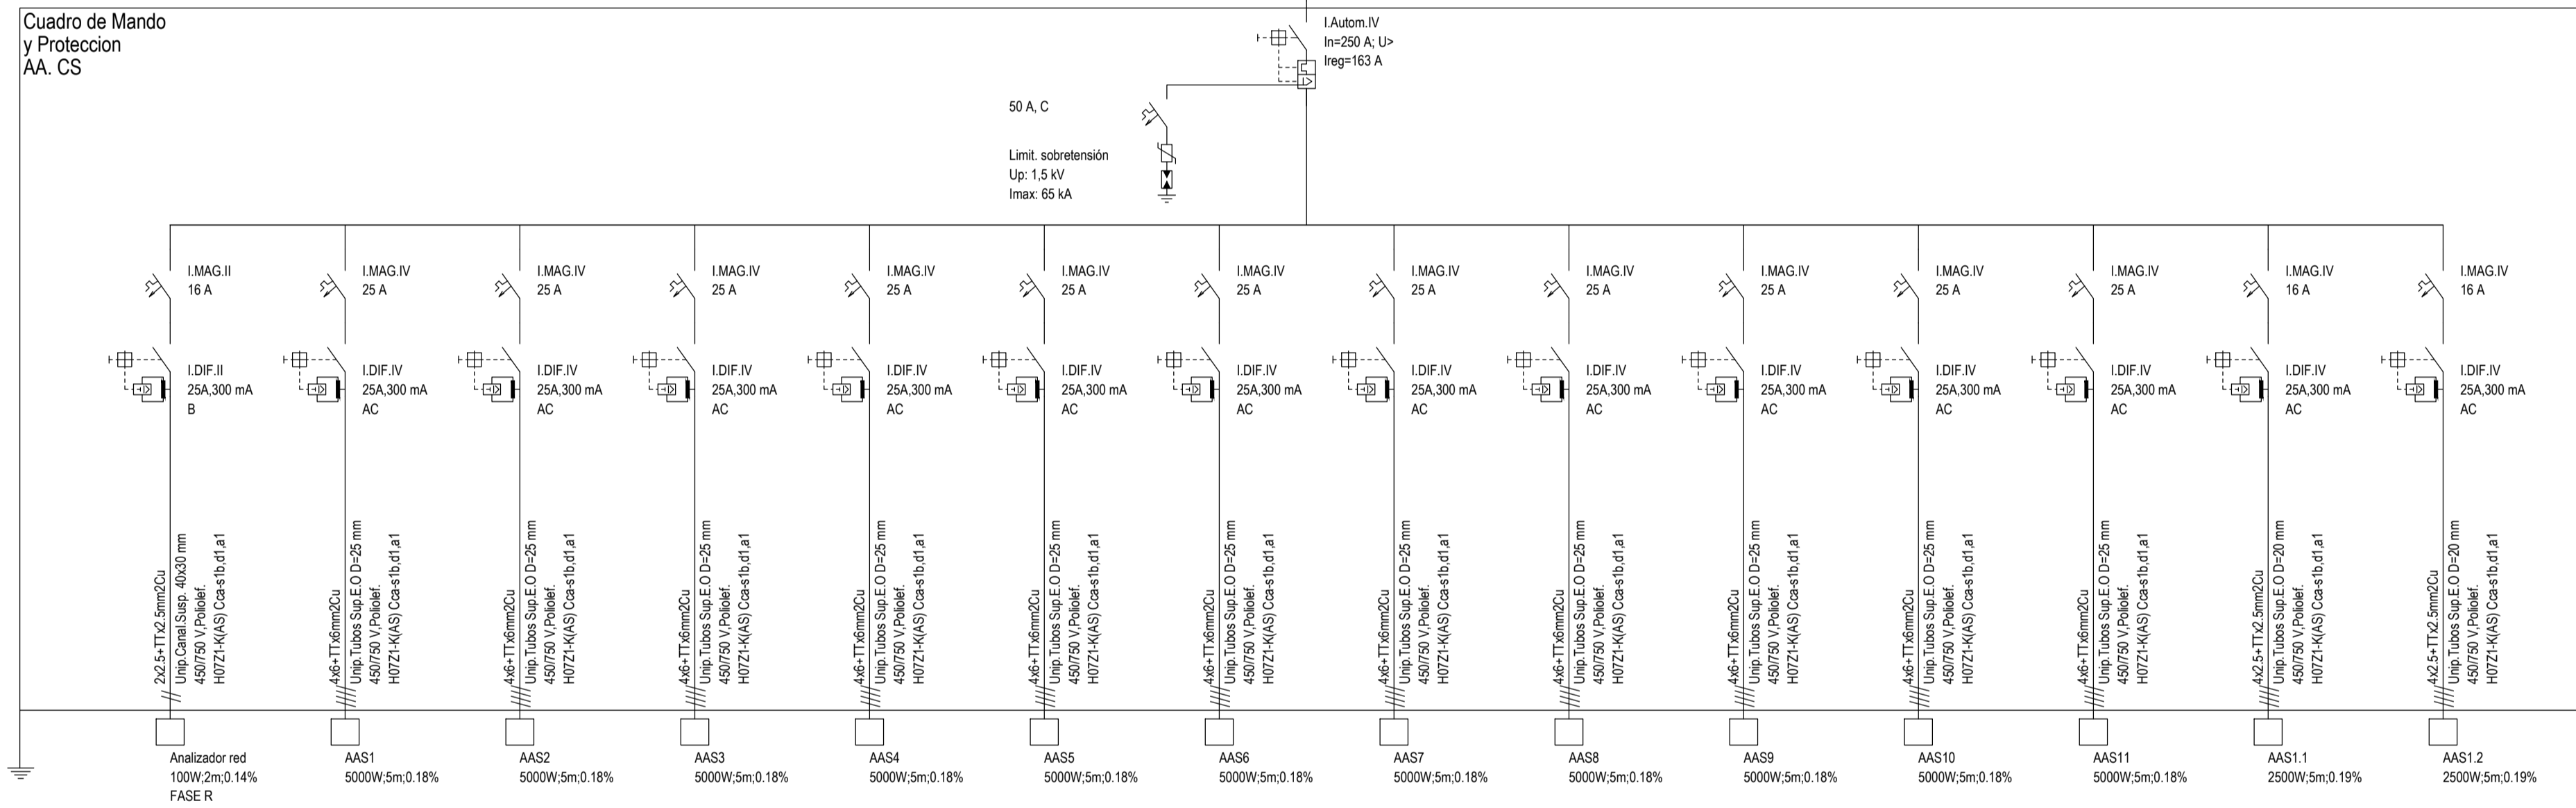 Cuadro de Mando
y Proteccion
AA. CS
I.Autom.IV
In=250 A; U>
Ireg=163 A
50 A, C
Limit. sobretensión
Up: 1,5 kV
Imax: 65 kA
I.MAG.II
16 A
I.DIF.II
25A,300 mA
B
2x2.5+TTx2.5mm2Cu
Unip.Canal.Susp. 40x30 mm
450/750 V,Poliolef.
H07Z1-K(AS) Cca-s1b,d1,a1
Analizador red
100W;2m;0.14%
FASE R
I.MAG.IV
25 A
I.DIF.IV
25A,300 mA
AC
4x6+TTx6mm2Cu
Unip.Tubos Sup.E.O D=25 mm
450/750 V,Poliolef.
H07Z1-K(AS) Cca-s1b,d1,a1
AAS1
5000W;5m;0.18%
I.MAG.IV
25 A
I.DIF.IV
25A,300 mA
AC
4x6+TTx6mm2Cu
Unip.Tubos Sup.E.O D=25 mm
450/750 V,Poliolef.
H07Z1-K(AS) Cca-s1b,d1,a1
AAS2
5000W;5m;0.18%
I.MAG.IV
25 A
I.DIF.IV
25A,300 mA
AC
4x6+TTx6mm2Cu
Unip.Tubos Sup.E.O D=25 mm
450/750 V,Poliolef.
H07Z1-K(AS) Cca-s1b,d1,a1
AAS3
5000W;5m;0.18%
I.MAG.IV
25 A
I.DIF.IV
25A,300 mA
AC
4x6+TTx6mm2Cu
Unip.Tubos Sup.E.O D=25 mm
450/750 V,Poliolef.
H07Z1-K(AS) Cca-s1b,d1,a1
AAS4
5000W;5m;0.18%
I.MAG.IV
25 A
I.DIF.IV
25A,300 mA
AC
4x6+TTx6mm2Cu
Unip.Tubos Sup.E.O D=25 mm
450/750 V,Poliolef.
H07Z1-K(AS) Cca-s1b,d1,a1
AAS5
5000W;5m;0.18%
I.MAG.IV
25 A
I.DIF.IV
25A,300 mA
AC
4x6+TTx6mm2Cu
Unip.Tubos Sup.E.O D=25 mm
450/750 V,Poliolef.
H07Z1-K(AS) Cca-s1b,d1,a1
AAS6
5000W;5m;0.18%
I.MAG.IV
25 A
I.DIF.IV
25A,300 mA
AC
4x6+TTx6mm2Cu
Unip.Tubos Sup.E.O D=25 mm
450/750 V,Poliolef.
H07Z1-K(AS) Cca-s1b,d1,a1
AAS7
5000W;5m;0.18%
I.MAG.IV
25 A
I.DIF.IV
25A,300 mA
AC
4x6+TTx6mm2Cu
Unip.Tubos Sup.E.O D=25 mm
450/750 V,Poliolef.
H07Z1-K(AS) Cca-s1b,d1,a1
AAS8
5000W;5m;0.18%
I.MAG.IV
25 A
I.DIF.IV
25A,300 mA
AC
4x6+TTx6mm2Cu
Unip.Tubos Sup.E.O D=25 mm
450/750 V,Poliolef.
H07Z1-K(AS) Cca-s1b,d1,a1
AAS9
5000W;5m;0.18%
I.MAG.IV
25 A
I.DIF.IV
25A,300 mA
AC
4x6+TTx6mm2Cu
Unip.Tubos Sup.E.O D=25 mm
450/750 V,Poliolef.
H07Z1-K(AS) Cca-s1b,d1,a1
AAS10
5000W;5m;0.18%
I.MAG.IV
25 A
I.DIF.IV
25A,300 mA
AC
4x6+TTx6mm2Cu
Unip.Tubos Sup.E.O D=25 mm
450/750 V,Poliolef.
H07Z1-K(AS) Cca-s1b,d1,a1
AAS11
5000W;5m;0.18%
I.MAG.IV
16 A
I.DIF.IV
25A,300 mA
AC
4x2.5+TTx2.5mm2Cu
Unip.Tubos Sup.E.O D=20 mm
450/750 V,Poliolef.
H07Z1-K(AS) Cca-s1b,d1,a1
AAS1.1
2500W;5m;0.19%
I.MAG.IV
16 A
I.DIF.IV
25A,300 mA
AC
4x2.5+TTx2.5mm2Cu
Unip.Tubos Sup.E.O D=20 mm
450/750 V,Poliolef.
H07Z1-K(AS) Cca-s1b,d1,a1
AAS1.2
2500W;5m;0.19%